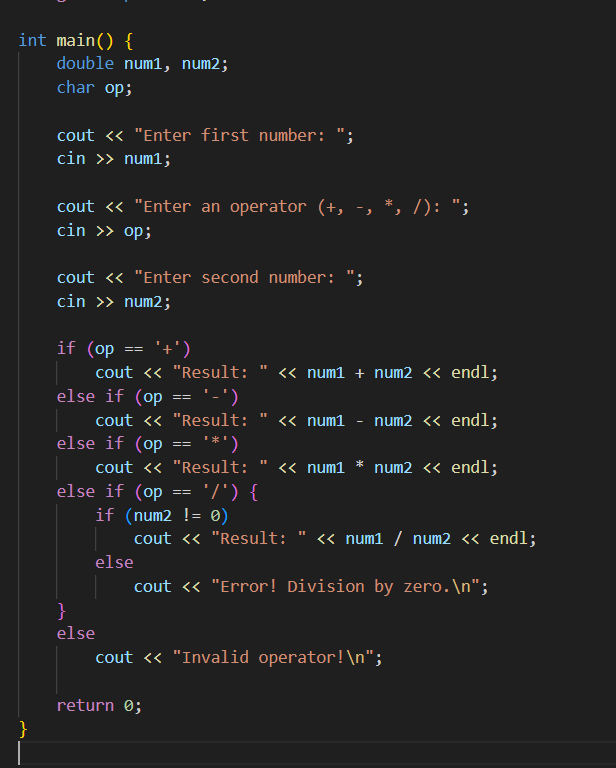 int main() {
    double num1, num2;
    char op;

    cout << "Enter first number: ";
    cin >> num1;

    cout << "Enter an operator (+, -, *, /): ";
    cin >> op;

    cout << "Enter second number: ";
    cin >> num2;

    if (op == '+')
        cout << "Result: " << num1 + num2 << endl;
    else if (op == '-')
        cout << "Result: " << num1 - num2 << endl;
    else if (op == '*')
        cout << "Result: " << num1 * num2 << endl;
    else if (op == '/') {
        if (num2 != 0)
            cout << "Result: " << num1 / num2 << endl;
        else
            cout << "Error! Division by zero.\n";
    }
    else
        cout << "Invalid operator!\n";

    return 0;
}